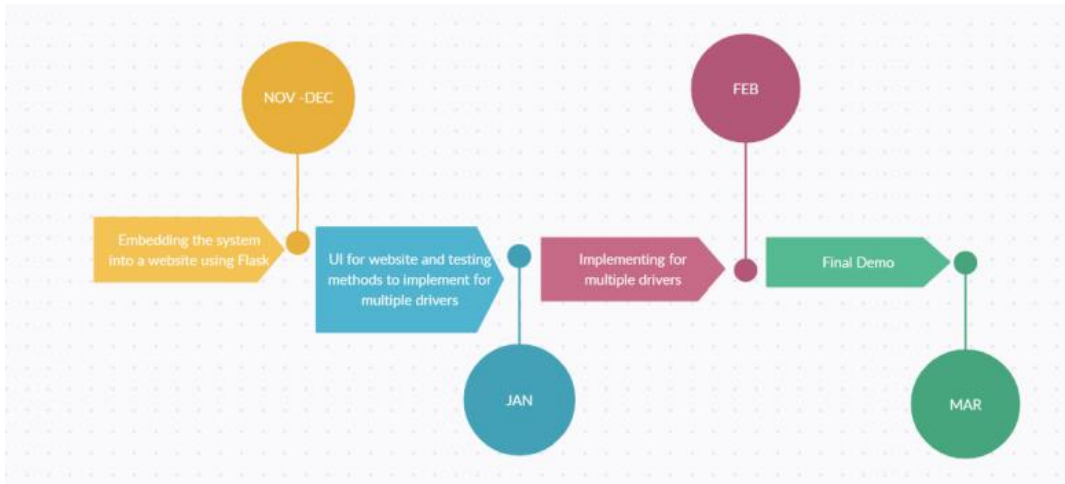 NOV -DEC
Embedding the system
into a website using Flask
UI for website and testing
methods to implement for
multiple drivers
JAN
FEB
Implementing for
multiple drivers
Final Demo
MAR